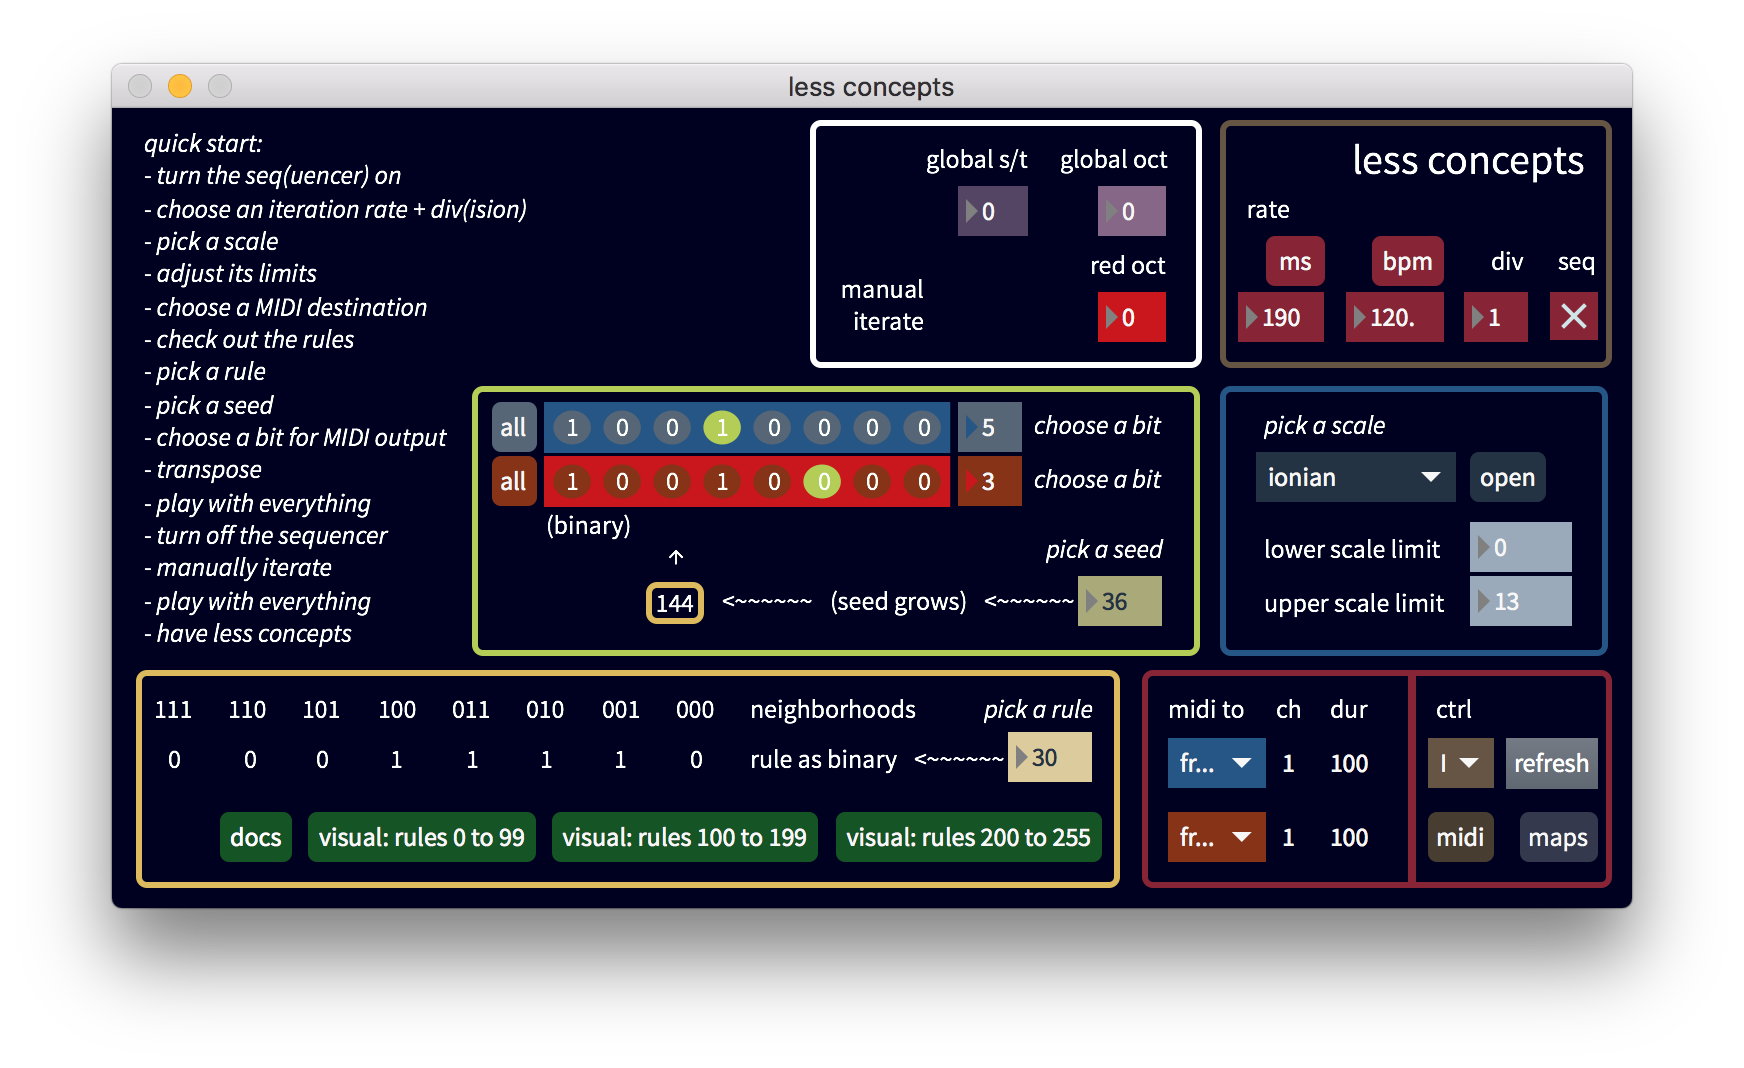 less concepts
quick start:
- turn the seq(uencer) on
- choose an iteration rate + div(ision)
- pick a scale
- adjust its limits
- choose a MIDI destination
- check out the rules
- pick a rule
- pick a seed
- choose a bit for MIDI output
- transpose
- play with everything
- turn off the sequencer
- manually iterate
- play with everything
- have less concepts
global s/t global oct
0 0
red oct
manual
iterate
0
less concepts
rate
ms bpm div seq
190 120. 1
all 1 0 0 1 0 0 0 0 5 choose a bit
all 1 0 0 1 0 0 0 0 3 choose a bit
(binary)
↑
pick a seed
144 <~~~~~~ (seed grows) <~~~~~~ 36
pick a scale
ionian open
lower scale limit 0
upper scale limit 13
111 110 101 100 011 010 001 000 neighborhoods pick a rule
0 0 0 1 1 1 1 0 rule as binary <~~~~~~ 30
docs visual: rules 0 to 99 visual: rules 100 to 199 visual: rules 200 to 255
midi to ch dur
fr... 1 100
fr... 1 100
ctrl
I refresh
midi maps